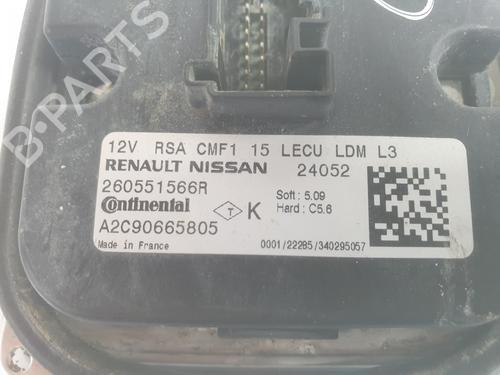 12V RSA CMF1 15 LECU LDM L3
RENAULT NISSAN 24052
260551566R
Soft : 5.09
Continental T K Hard : C5.6
A2C90665805
Made in France 0001/22285/340295057
B-PARTS